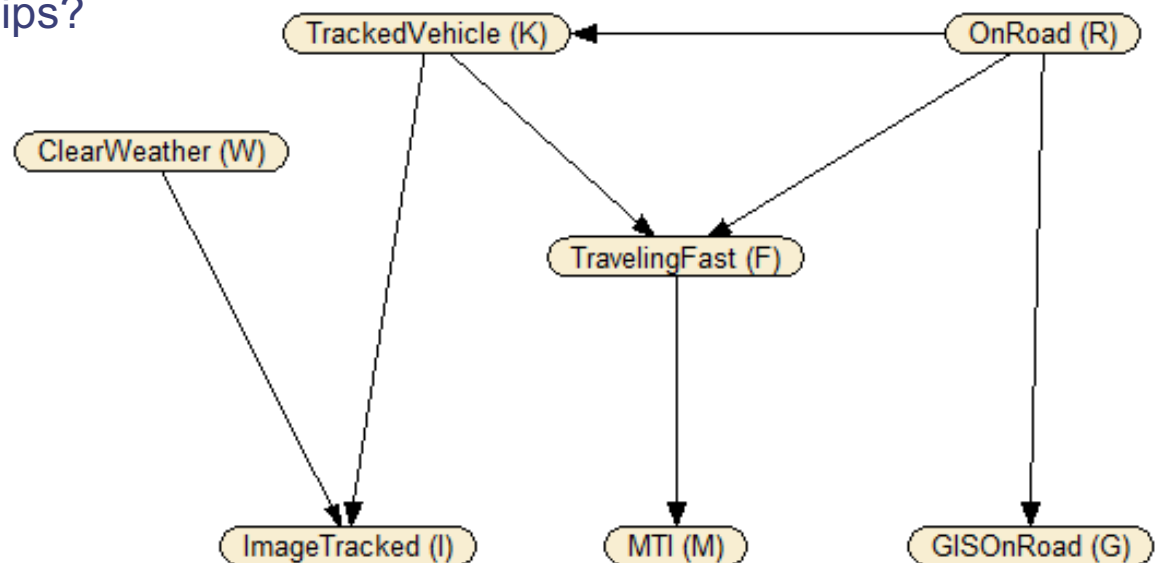 ips?
TrackedVehicle (K)
OnRoad (R)
ClearWeather (W)
TravelingFast (F)
ImageTracked (I)
MTI (M)
GISOnRoad (G)